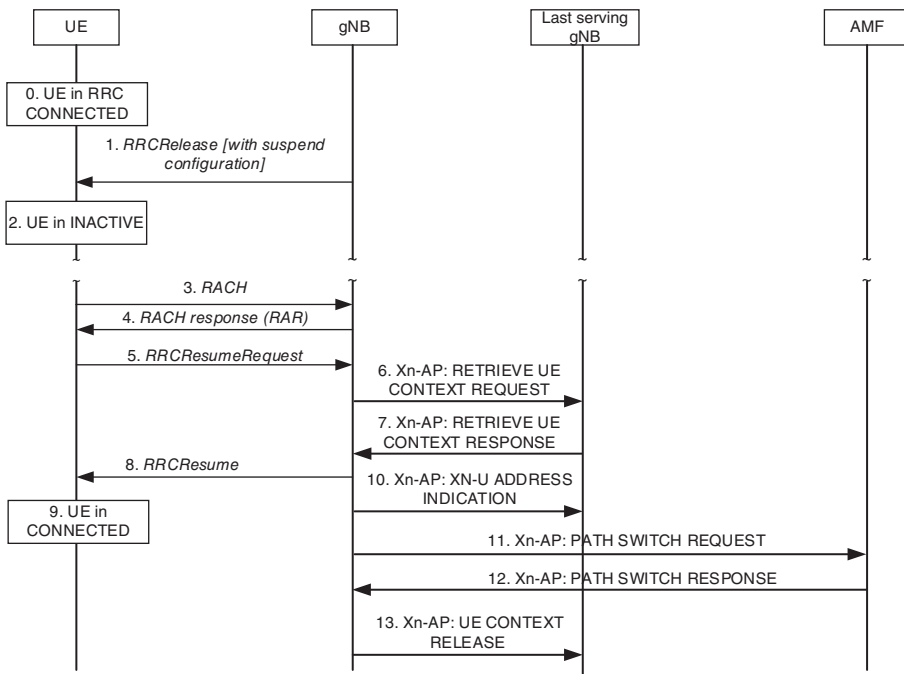 UE
gNB
Last serving
gNB
AMF
0. UE in RRC
CONNECTED
1. RRCRelease [with suspend
configuration]
2. UE in INACTIVE
3. RACH
4. RACH response (RAR)
5. RRCResumeRequest
6. Xn-AP: RETRIEVE UE
CONTEXT REQUEST
7. Xn-AP: RETRIEVE UE
CONTEXT RESPONSE
8. RRCResume
10. Xn-AP: XN-U ADDRESS
INDICATION
9. UE in
CONNECTED
11. Xn-AP: PATH SWITCH REQUEST
12. Xn-AP: PATH SWITCH RESPONSE
13. Xn-AP: UE CONTEXT
RELEASE